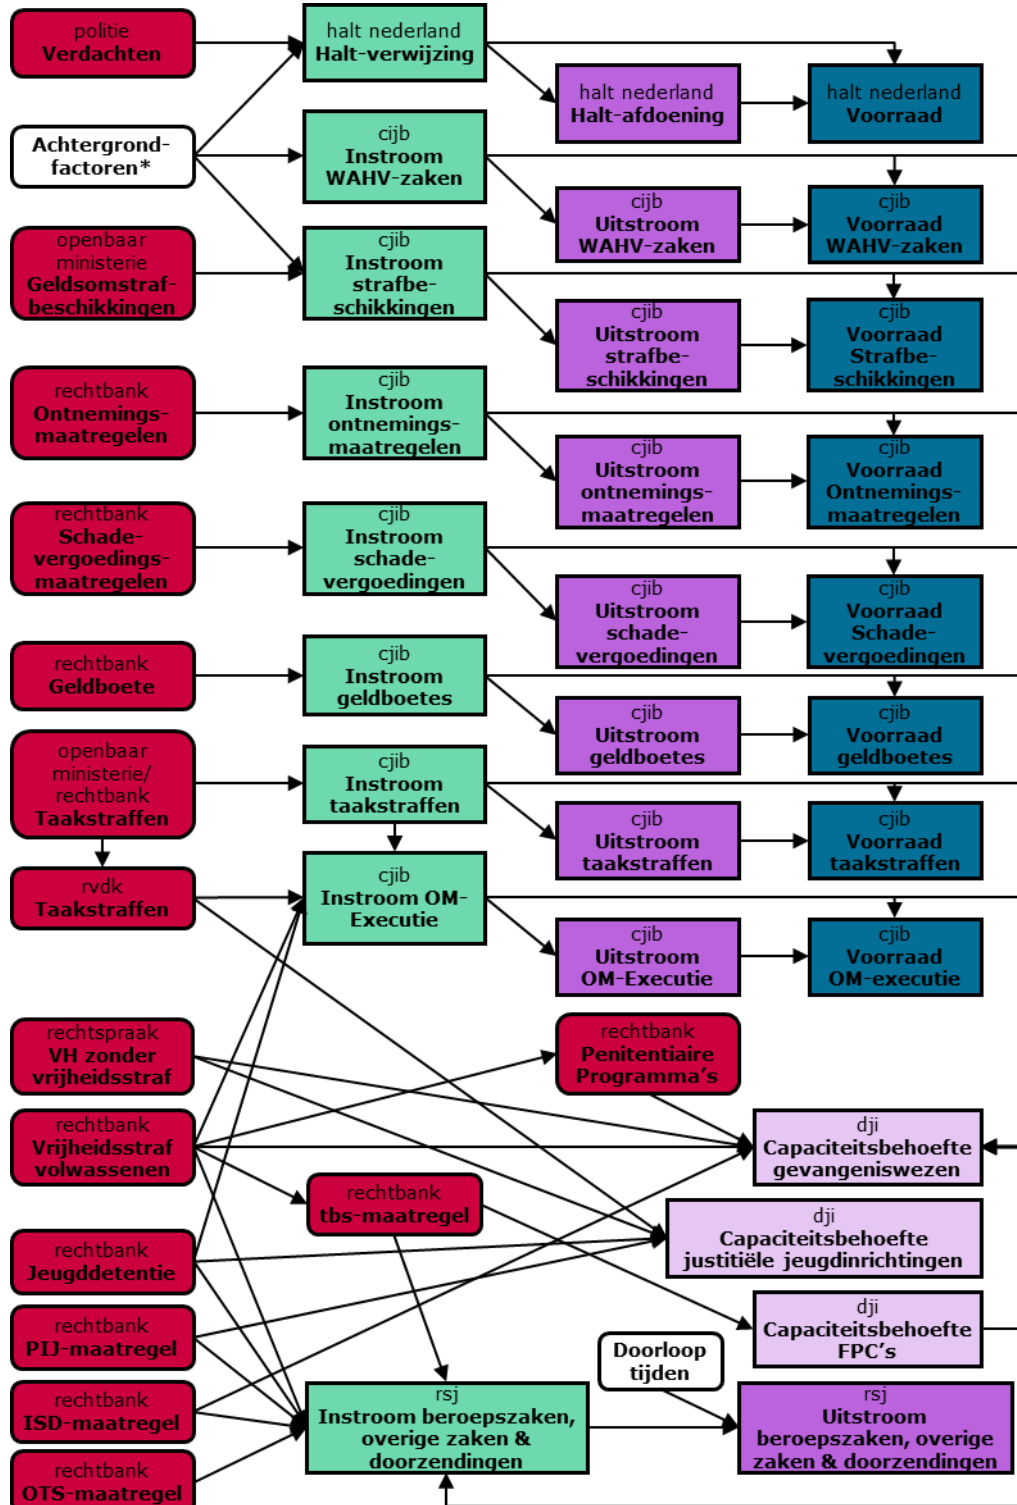 politie
Verdachten
halt nederland
Halt-verwijzing
halt nederland
Halt-afdoening
halt nederland
Voorraad
Achtergrond-
factoren*
cijb
Instroom
WAHV-zaken
cijb
Uitstroom
WAHV-zaken
cjib
Voorraad
WAHV-zaken
openbaar
ministerie
Geldsomstraf-
beschikkingen
cjib
Instroom
strafbe-
schikkingen
cjib
Uitstroom
strafbe-
schikkingen
cjib
Voorraad
Strafbe-
schikkingen
rechtbank
Ontnemings-
maatregelen
cjib
Instroom
ontnemings-
maatregelen
cjib
Uitstroom
ontnemings-
maatregelen
cjib
Voorraad
Ontnemings-
maatregelen
rechtbank
Schade-
vergoedings-
maatregelen
cjib
Instroom
schade-
vergoedingen
cjib
Uitstroom
schade-
vergoedingen
cjib
Voorraad
Schade-
vergoedingen
rechtbank
Geldboete
cjib
Instroom
geldboetes
cjib
Uitstroom
geldboetes
cjib
Voorraad
geldboetes
openbaar
ministerie/
rechtbank
Taakstraffen
cjib
Instroom
taakstraffen
cjib
Uitstroom
taakstraffen
cjib
Voorraad
taakstraffen
rvdk
Taakstraffen
cjib
Instroom OM-
Executie
cjib
Uitstroom
OM-Executie
cjib
Voorraad
OM-executie
rechtspraak
VH zonder
vrijheidsstraf
rechtbank
Penitentiaire
Programma's
rechtbank
Vrijheidsstraf
volwassenen
dji
Capaciteitsbehoefte
gevangeniswezen
rechtbank
tbs-maatregel
dji
Capaciteitsbehoefte
justitiële jeugdinrichtingen
rechtbank
Jeugddetentie
rechtbank
PIJ-maatregel
dji
Capaciteitsbehoefte
FPC's
Doorloop
tijden
rechtbank
ISD-maatregel
rsj
Instroom beroepszaken,
overige zaken &
doorzendingen
rsj
Uitstroom
beroepszaken, overige
zaken & doorzendingen
rechtbank
OTS-maatregel